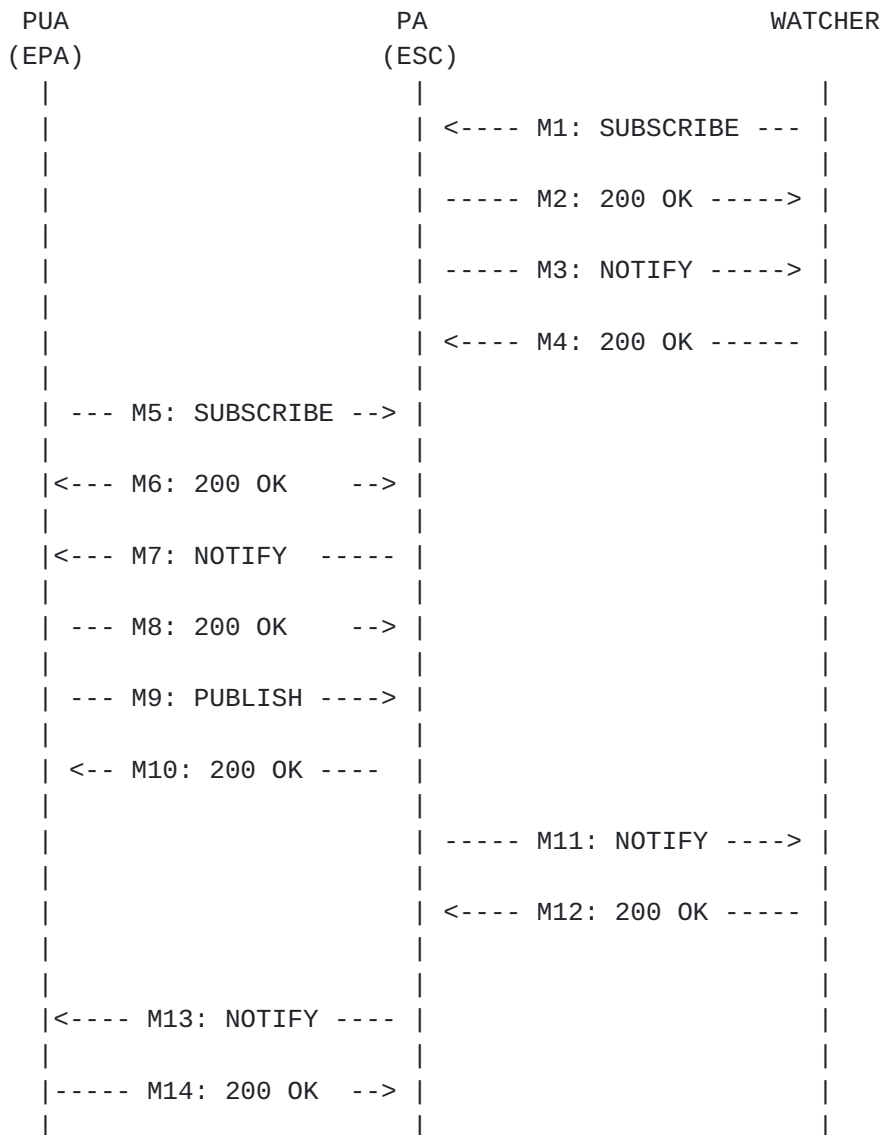 PUA PA WATCHER
(EPA) (ESC)
| | |
| | <---- M1: SUBSCRIBE --- |
| | |
| | ----- M2: 200 OK -----> |
| | |
| | ----- M3: NOTIFY -----> |
| | |
| | <---- M4: 200 OK ------ |
| | |
| --- M5: SUBSCRIBE --> | |
| | |
|<--- M6: 200 OK --> | |
| | |
|<--- M7: NOTIFY ----- | |
| | |
| --- M8: 200 OK --> | |
| | |
| --- M9: PUBLISH ----> | |
| | |
| <-- M10: 200 OK ---- | |
| | |
| | ----- M11: NOTIFY ----> |
| | |
| | <---- M12: 200 OK ----- |
| | |
| | |
|<---- M13: NOTIFY ---- | |
| | |
|----- M14: 200 OK --> | |
| | |